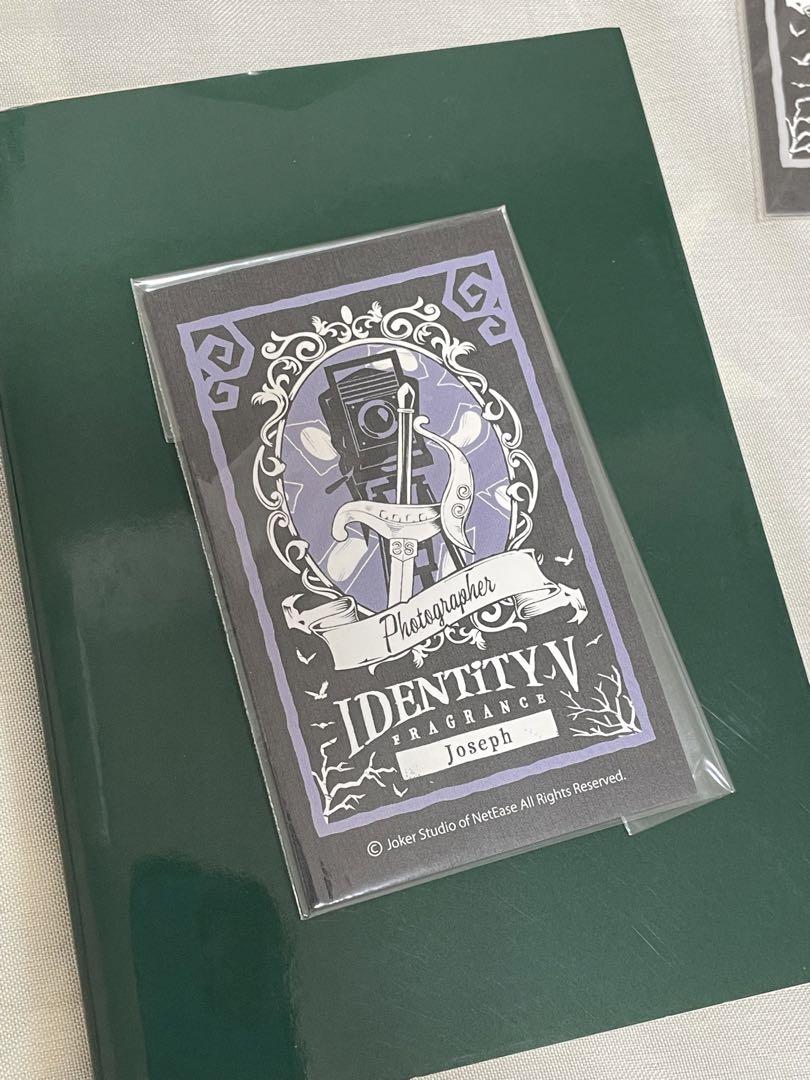 Photographer
IDENTiTY V
FRAGRANCE
Joseph
© Joker Studio of NetEase All Rights Reserved.